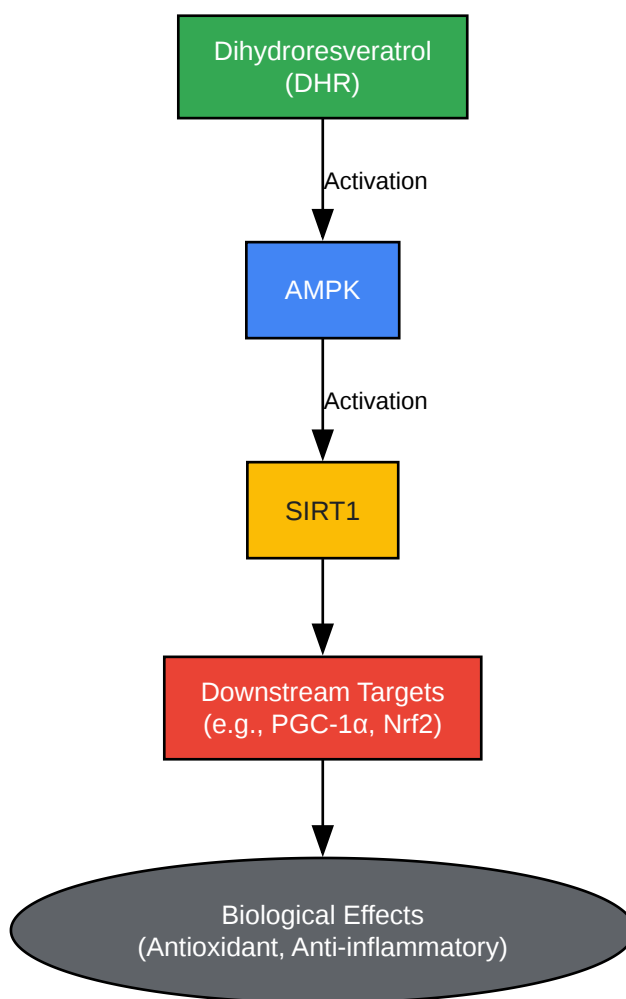 Dihydroresveratrol
(DHR)
Activation
AMPK
Activation
SIRT1
Downstream Targets
(e.g., PGC-1α, Nrf2)
Biological Effects
(Antioxidant, Anti-inflammatory)